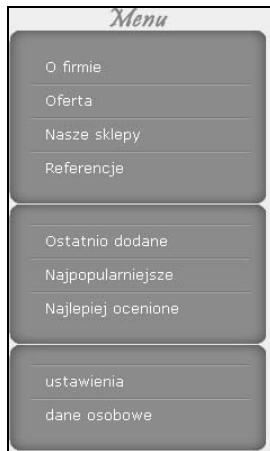 Menu
O firmie
Oferta
Nasze sklepy
Referencje
Ostatnio dodane
Najpopularniejsze
Najlepiej ocenione
ustawienia
dane osobowe